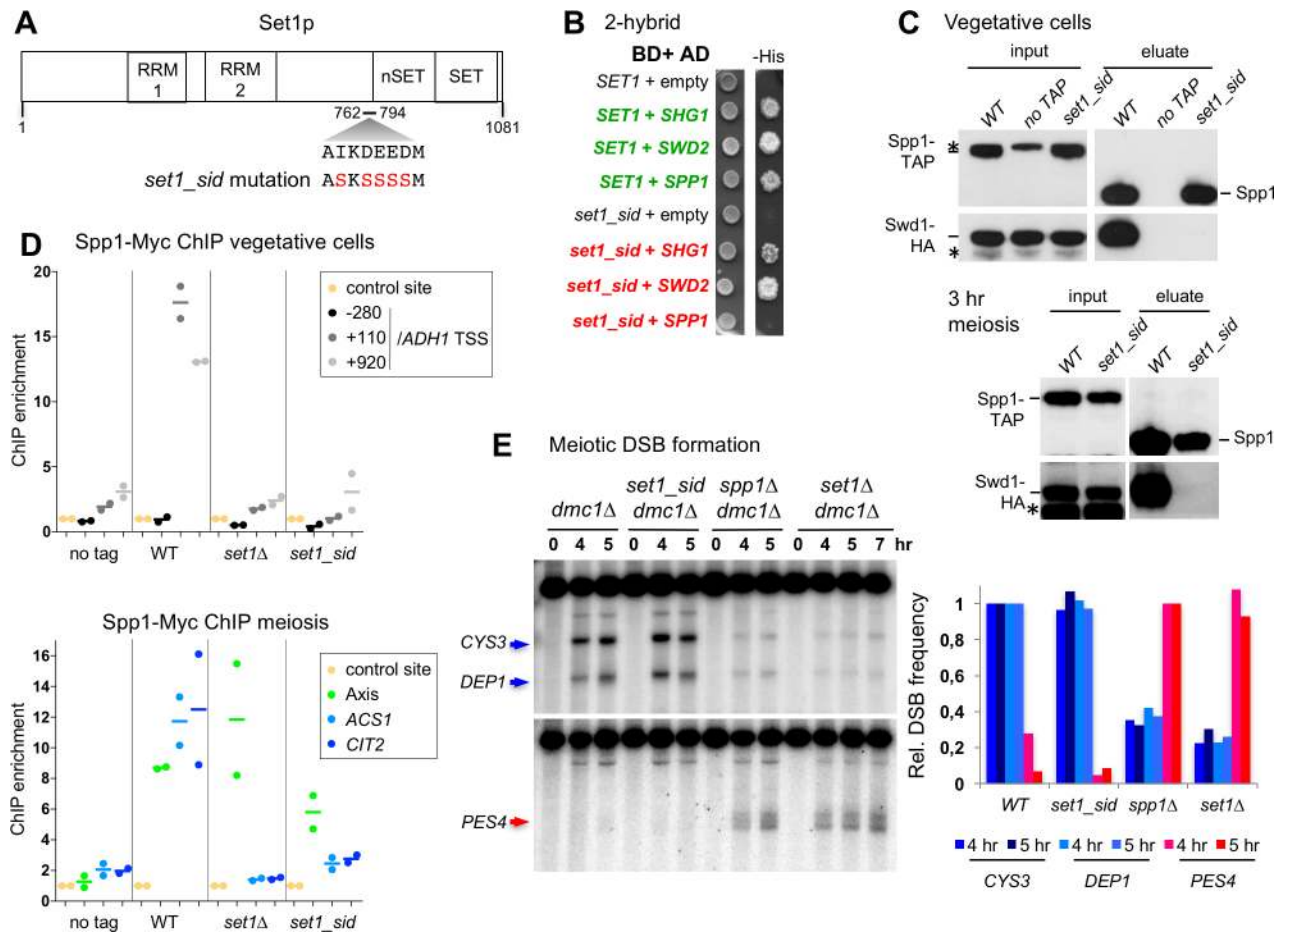 A
Set1p
RRM
1
RRM
2
nSET
SET
1
762
794
1081
AIKDEEDM
set1_sid mutation
ASKSSSSM
B
2-hybrid
BD+ AD
-His
SET1 + empty
SET1 + SHG1
SET1 + SWD2
SET1 + SPP1
set1_sid + empty
set1_sid + SHG1
set1_sid + SWD2
set1_sid + SPP1
C
Vegetative cells
input
eluate
WT
no TAP
set1_sid
WT
no TAP
set1_sid
Spp1-
TAP
*
Spp1
Swd1-
HA
*
3 hr
meiosis
input
eluate
WT
set1_sid
WT
set1_sid
Spp1-
TAP
Spp1
Swd1-
HA
*
D
Spp1-Myc ChIP vegetative cells
ChIP enrichment
20
15
20
5
0
control site
-280
+110
/ADH1 TSS
+920
no tag
WT
set1Δ
set1_sid
Spp1-Myc ChIP meiosis
ChIP enrichment
16
14
12
10
8
6
4
2
0
control site
Axis
ACS1
CIT2
no tag
WT
set1Δ
set1_sid
E
Meiotic DSB formation
dmc1Δ
set1_sid
dmc1Δ
spp1Δ
dmc1Δ
set1Δ
dmc1Δ
0 4 5 0 4 5 0 4 5 0 4 5 7 hr
CYS3
DEP1
PES4
Rel. DSB frequency
1
0,8
0,6
0,4
0,2
0
WT
set1_sid
spp1Δ
set1Δ
4 hr
5 hr
4 hr
5 hr
4 hr
5 hr
CYS3
DEP1
PES4